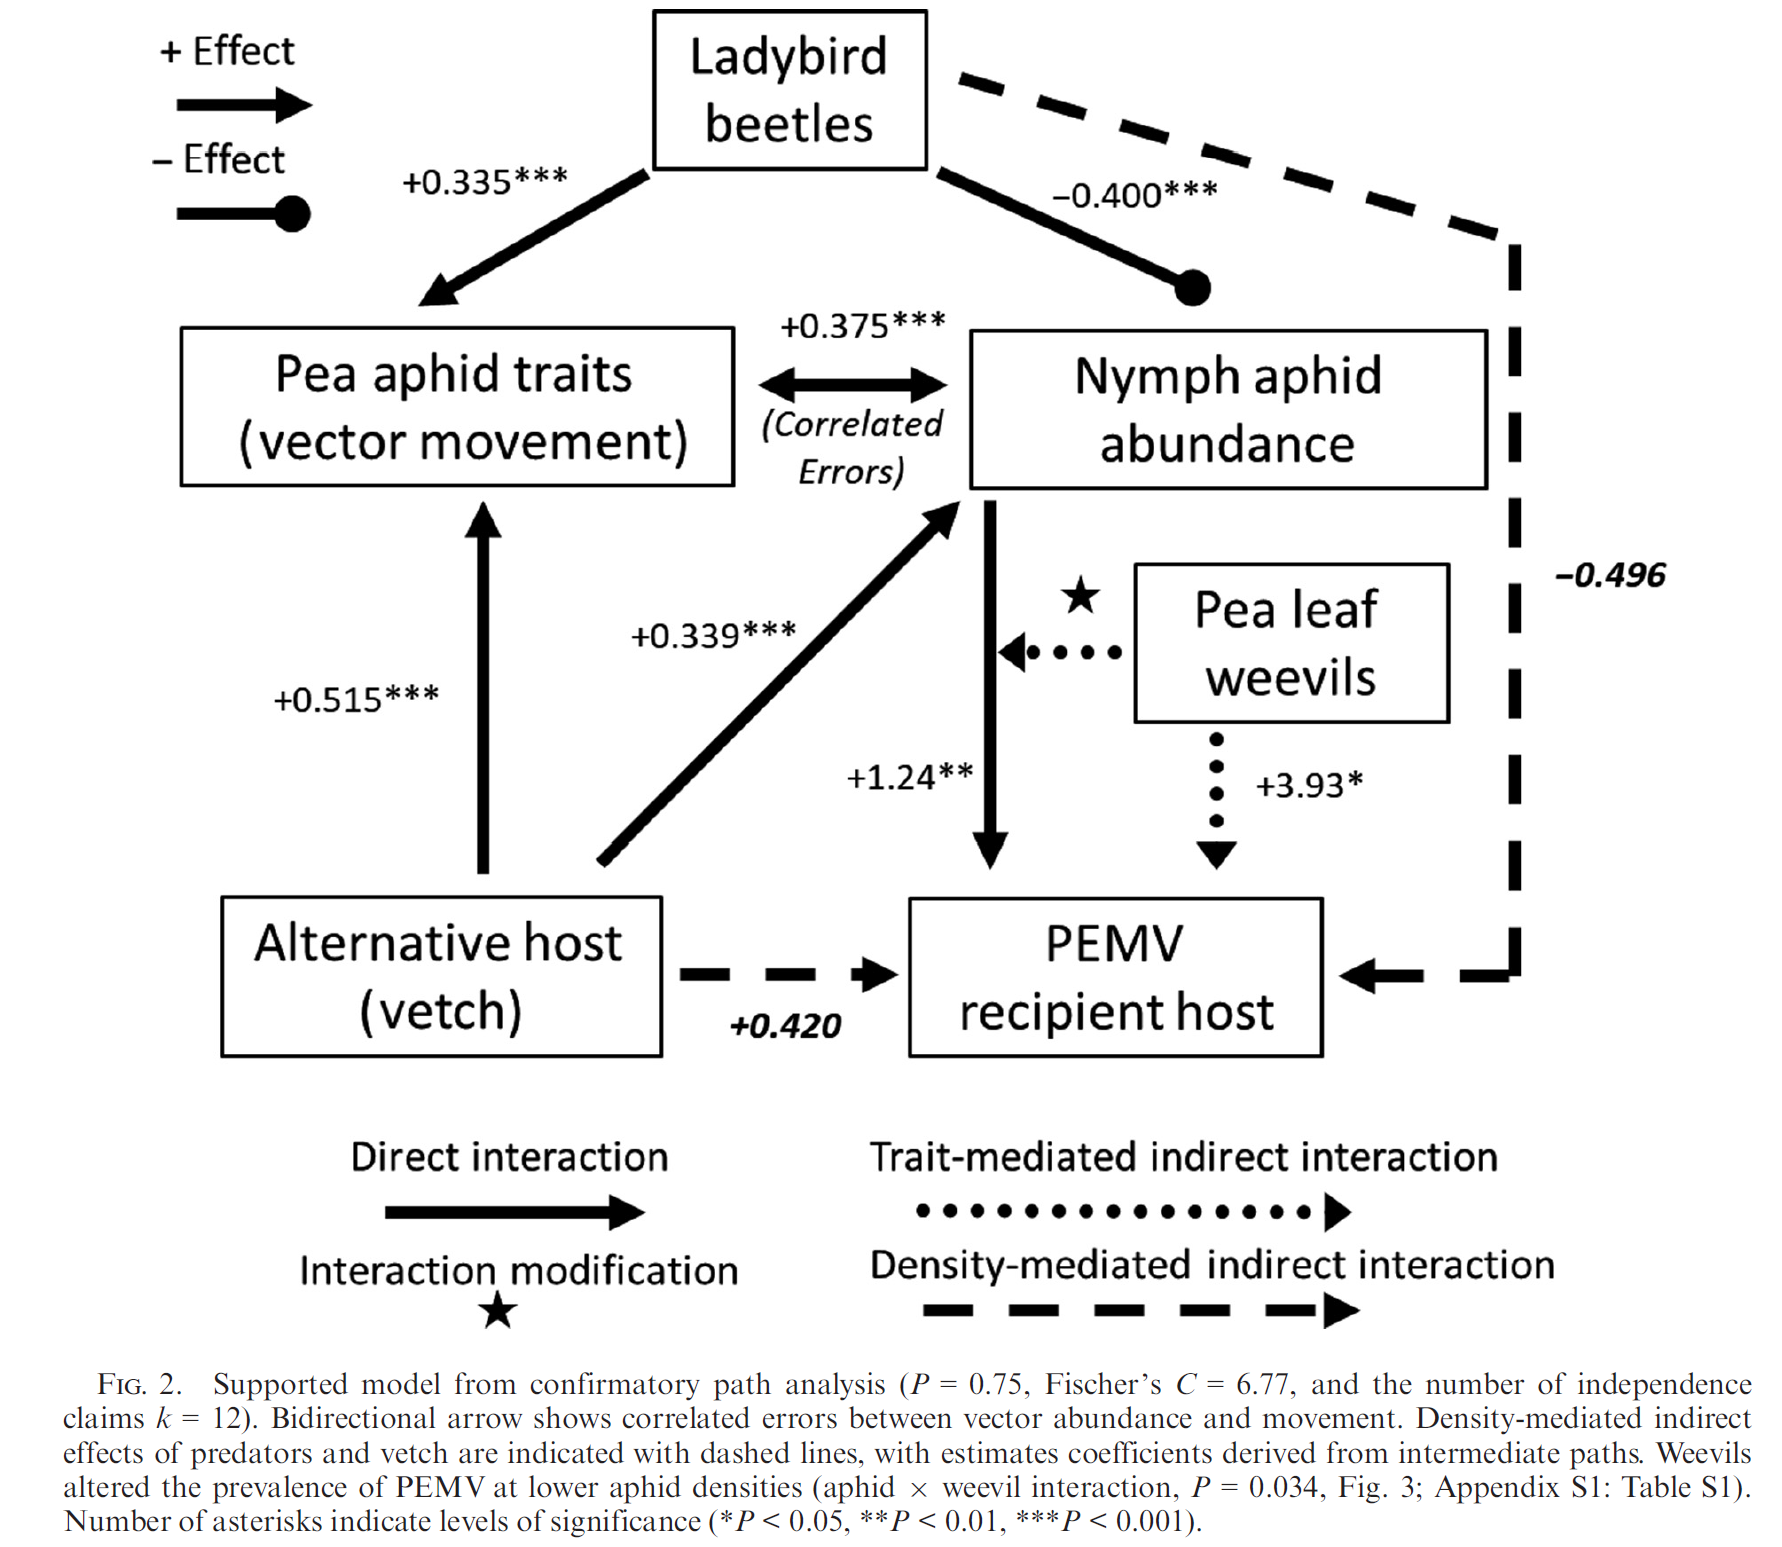 + Effect
− Effect
Ladybird
beetles
+0.335***
−0.400***
Pea aphid traits
(vector movement)
+0.375***
(Correlated
Errors)
Nymph aphid
abundance
+0.515***
+0.339***
+1.24**
★
Pea leaf
weevils
+3.93*
−0.496
Alternative host
(vetch)
+0.420
PEMV
recipient host
Direct interaction
Interaction modification
★
Trait-mediated indirect interaction
Density-mediated indirect interaction
FIG. 2. Supported model from confirmatory path analysis (P = 0.75, Fischer's C = 6.77, and the number of independence
claims k = 12). Bidirectional arrow shows correlated errors between vector abundance and movement. Density-mediated indirect
effects of predators and vetch are indicated with dashed lines, with estimates coefficients derived from intermediate paths. Weevils
altered the prevalence of PEMV at lower aphid densities (aphid × weevil interaction, P = 0.034, Fig. 3; Appendix S1: Table S1).
Number of asterisks indicate levels of significance (*P < 0.05, **P < 0.01, ***P < 0.001).